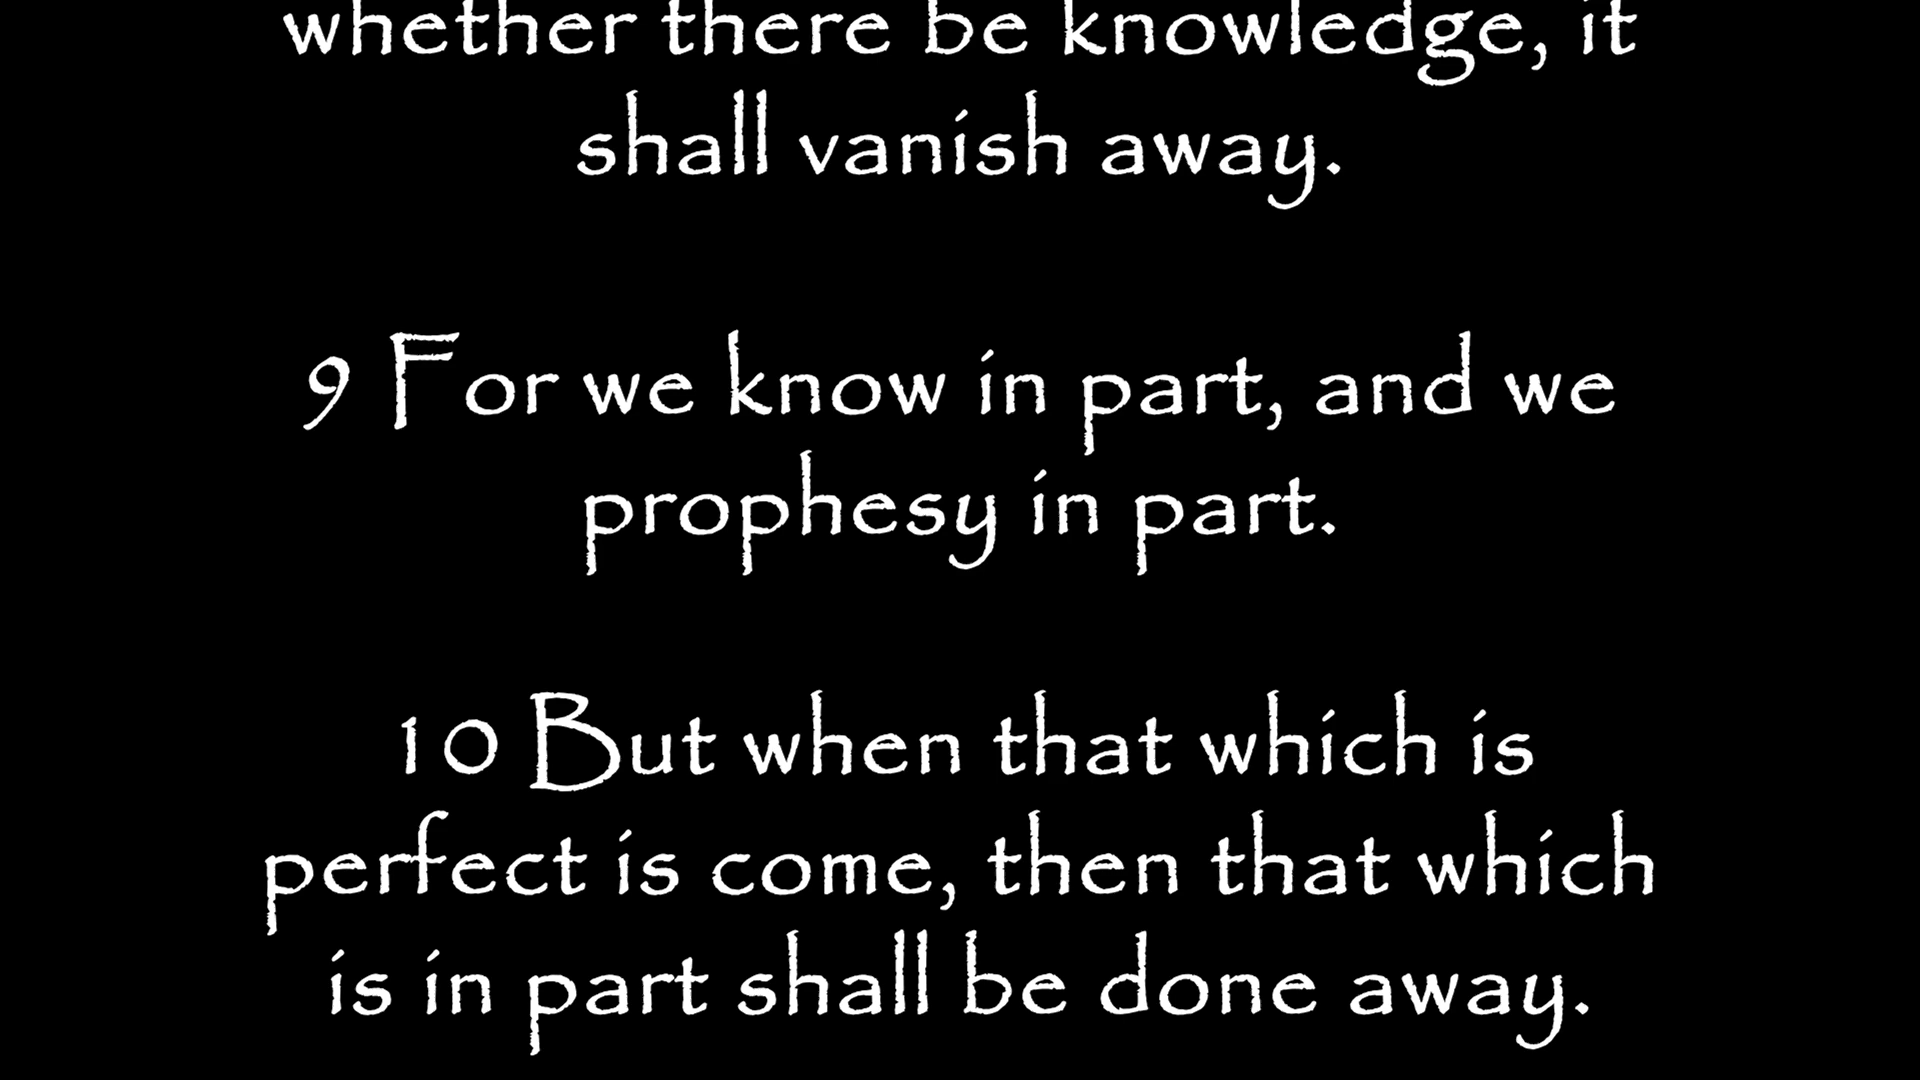 whether there be knowledge, it
shall vanish away.
9 For we know in part, and we
prophesy in part.
10 But when that which is
perfect is come, then that which
is in part shall be done away.